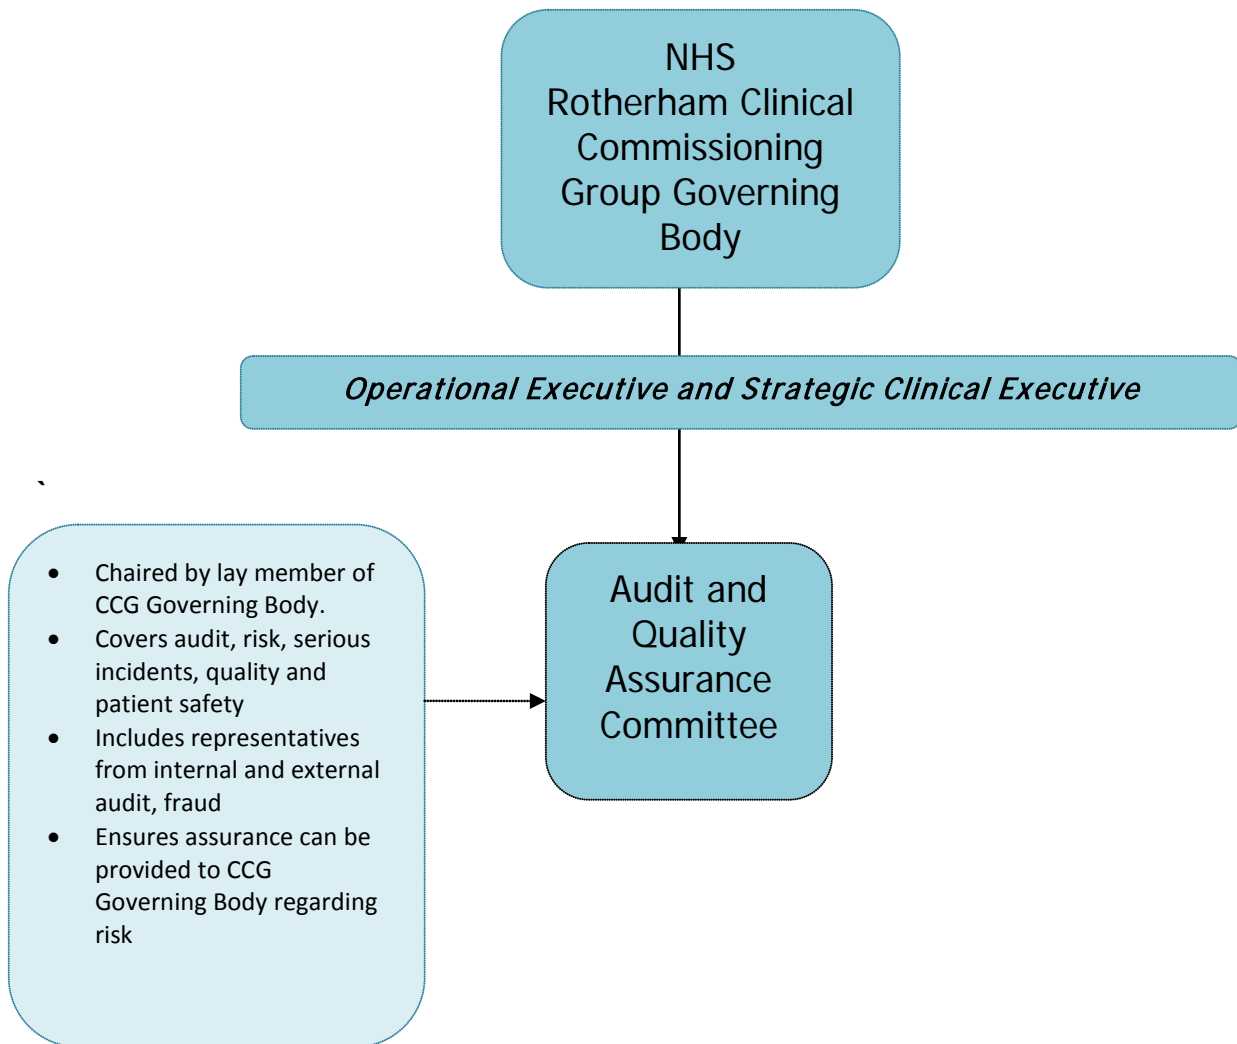 NHS
Rotherham Clinical
Commissioning
Group Governing
Body
Operational Executive and Strategic Clinical Executive
`
• Chaired by lay member of
CCG Governing Body.
• Covers audit, risk, serious
incidents, quality and
patient safety
• Includes representatives
from internal and external
audit, fraud
• Ensures assurance can be
provided to CCG
Governing Body regarding
risk
Audit and
Quality
Assurance
Committee